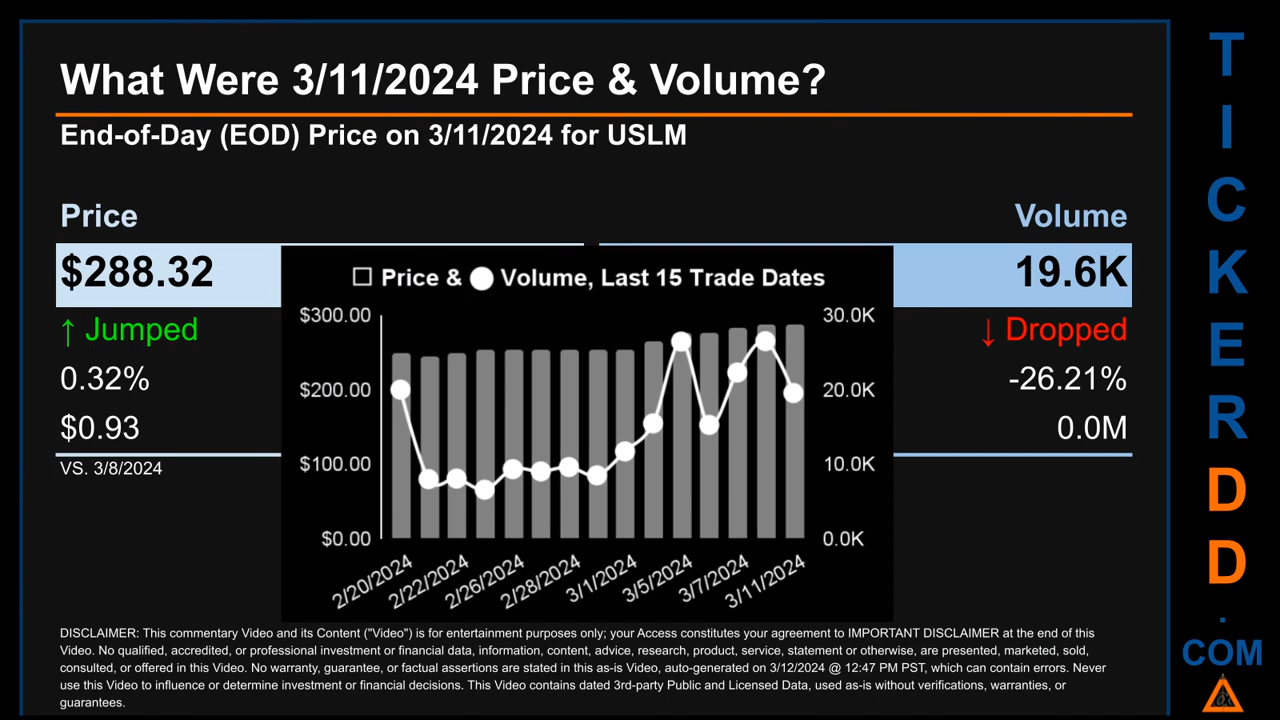 What Were 3/11/2024 Price & Volume?
End-of-Day (EOD) Price on 3/11/2024 for USLM
Price
Volume
$288.32
19.6K
↑ Jumped
↓ Dropped
0.32%
-26.21%
$0.93
0.0M
VS. 3/8/2024
Price & Volume, Last 15 Trade Dates
$300.00
$200.00
$100.00
$0.00
30.0K
20.0K
10.0K
0.0K
2/20/2024
2/22/2024
2/26/2024
2/28/2024
3/1/2024
3/5/2024
3/7/2024
3/11/2024
DISCLAIMER: This commentary Video and its Content ("Video") is for entertainment purposes only; your Access constitutes your agreement to IMPORTANT DISCLAIMER at the end of this
Video. No qualified, accredited, or professional investment or financial data, information, content, advice, research, product, service, statement or otherwise, are presented, marketed, sold,
consulted, or offered in this Video. No warranty, guarantee, or factual assertions are stated in this as-is Video, auto-generated on 3/12/2024 @ 12:47 PM PST, which can contain errors. Never
use this Video to influence or determine investment or financial decisions. This Video contains dated 3rd-party Public and Licensed Data, used as-is without verifications, warranties, or
guarantees.
TICKERDD.COM